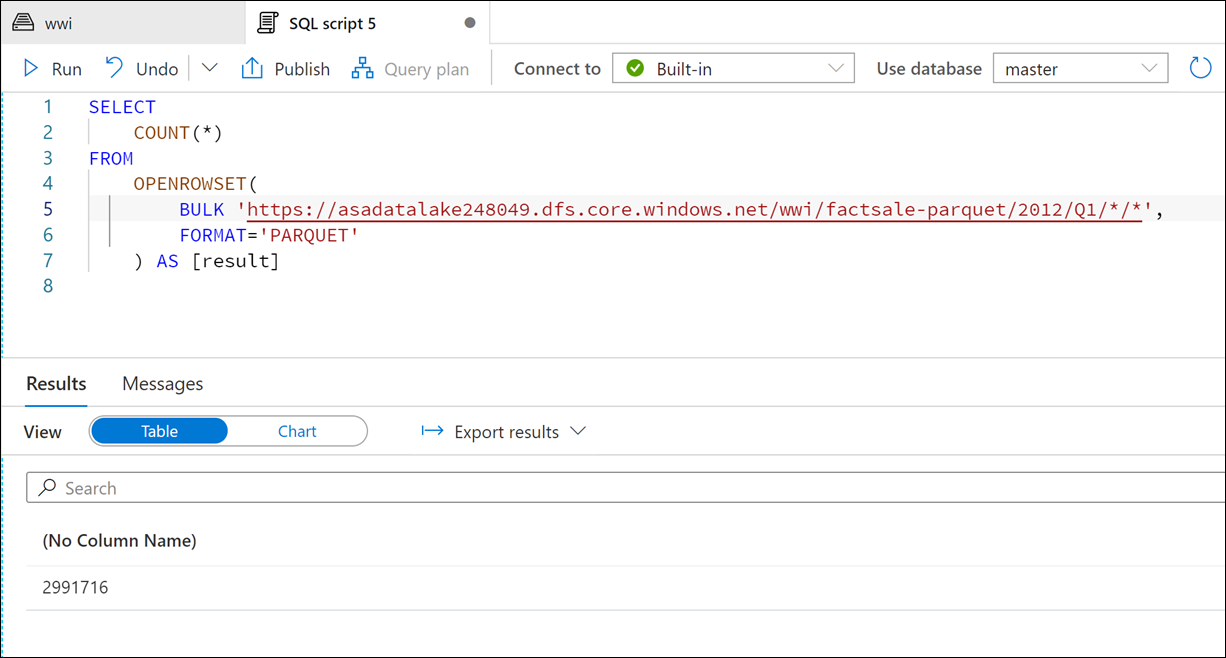 wwi SQL script 5
Run Undo Publish Query plan Connect to Built-in Use database master
1 SELECT
2 COUNT(*)
3 FROM
4 OPENROWSET(
5 BULK 'https://asadatalake248049.dfs.core.windows.net/wwi/factsale-parquet/2012/Q1/*/*',
6 FORMAT='PARQUET'
7 ) AS [result]
8
Results Messages
View Table Chart Export results
Search
(No Column Name)
2991716